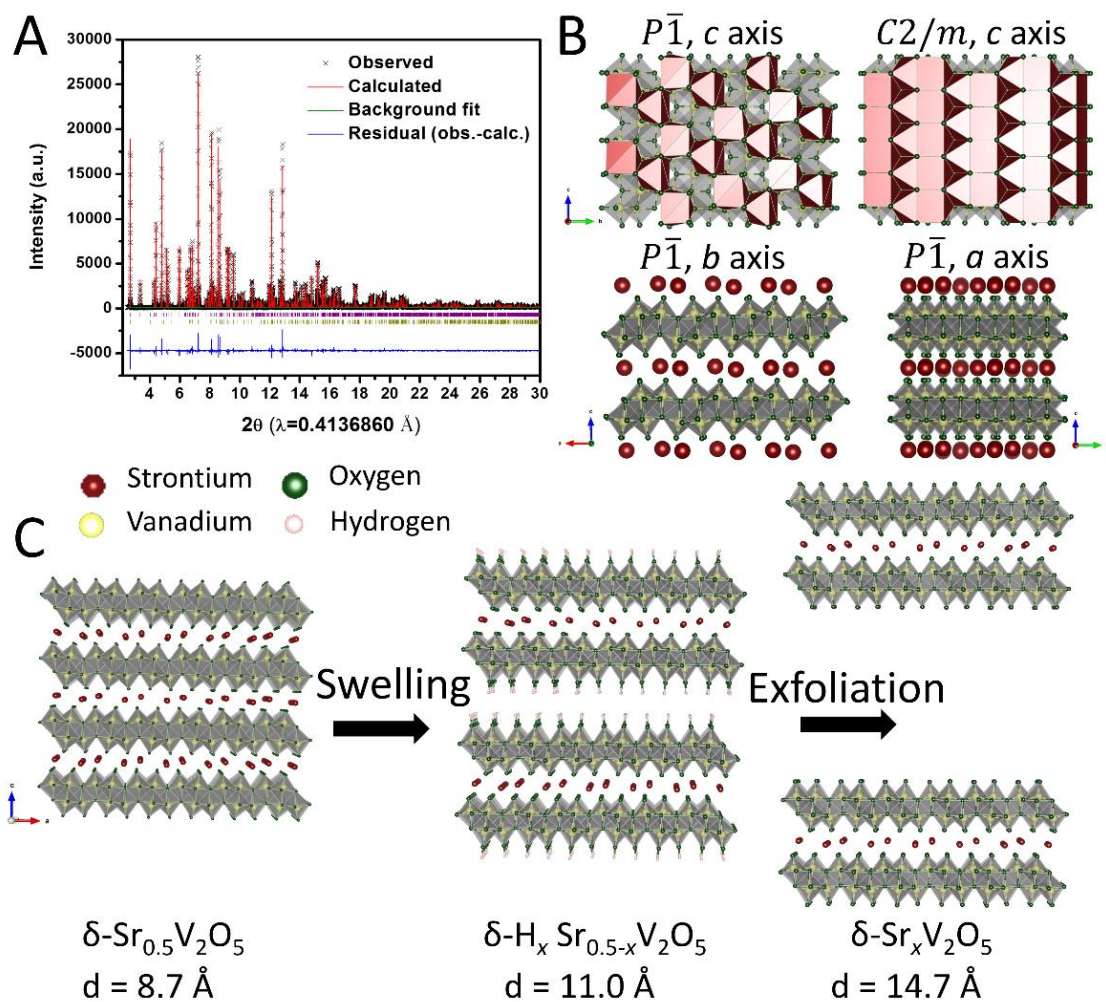 A
30000
25000
20000
15000
10000
5000
0
-5000
Intensity (a.u.)
Observed
Calculated
Background fit
Residual (obs.-calc.)
4 6 8 10 12 14 16 18 20 22 24 26 28 30
2θ (λ=0.4136860 Å)
B
P1̅, c axis
C2/m, c axis
P1̅, b axis
P1̅, a axis
Strontium
Oxygen
Vanadium
Hydrogen
C
Swelling
Exfoliation
δ-Sr₀.₅V₂O₅
d = 8.7 Å
δ-HₓSr₀.₅₋ₓV₂O₅
d = 11.0 Å
δ-SrₓV₂O₅
d = 14.7 Å